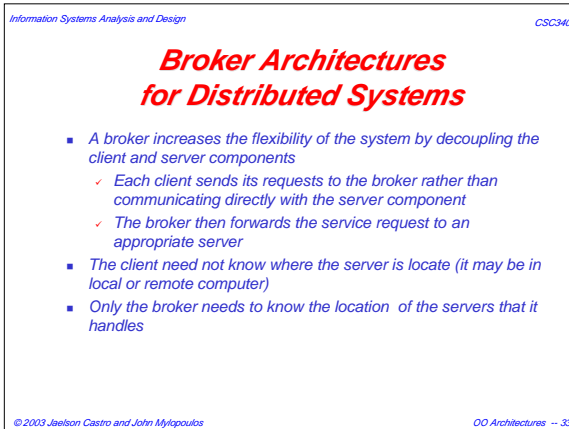 Information Systems Analysis and Design
CSC340
Broker Architectures
for Distributed Systems
A broker increases the flexibility of the system by decoupling the
client and server components
Each client sends its requests to the broker rather than
communicating directly with the server component
The broker then forwards the service request to an
appropriate server
The client need not know where the server is locate (it may be in
local or remote computer)
Only the broker needs to know the location of the servers that it
handles
© 2003 Jaelson Castro and John Mylopoulos
OO Architectures -- 33